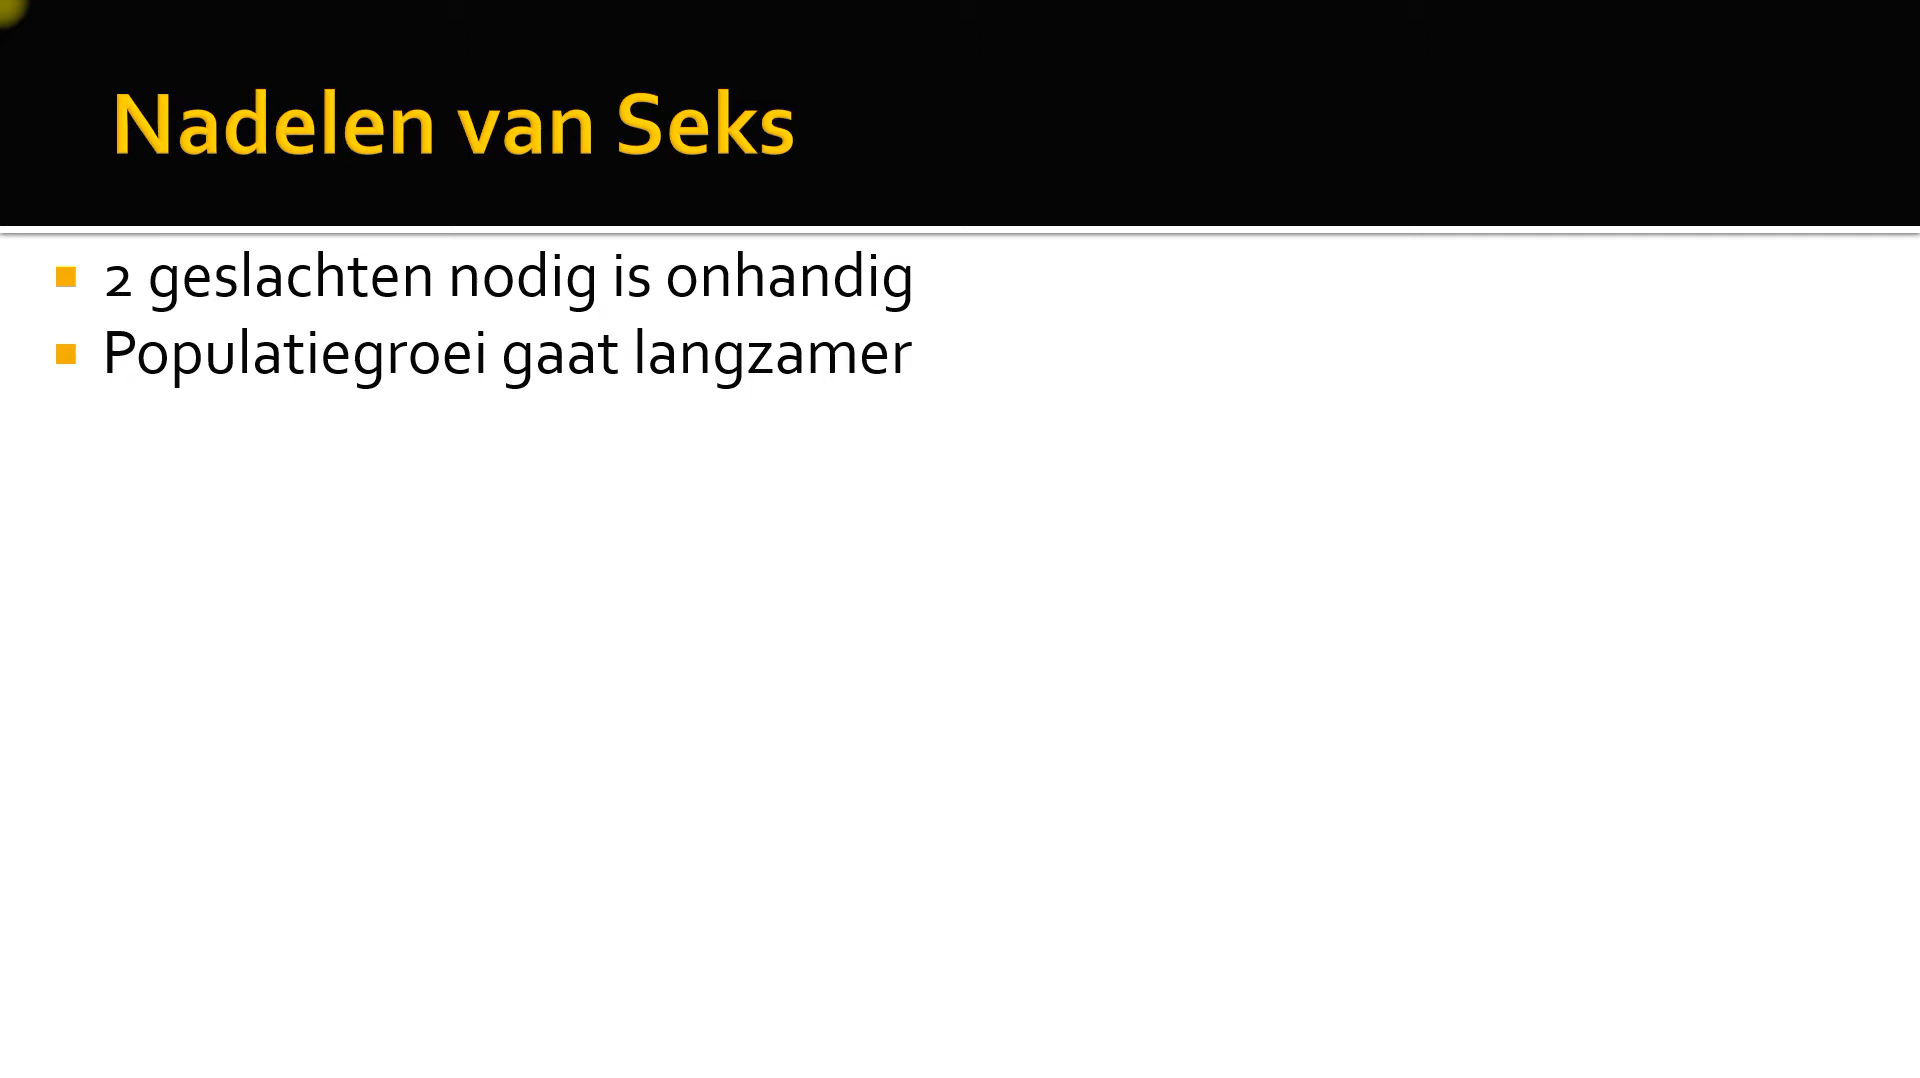 Nadelen van Seks
2 geslachten nodig is onhandig
Populatiegroei gaat langzamer